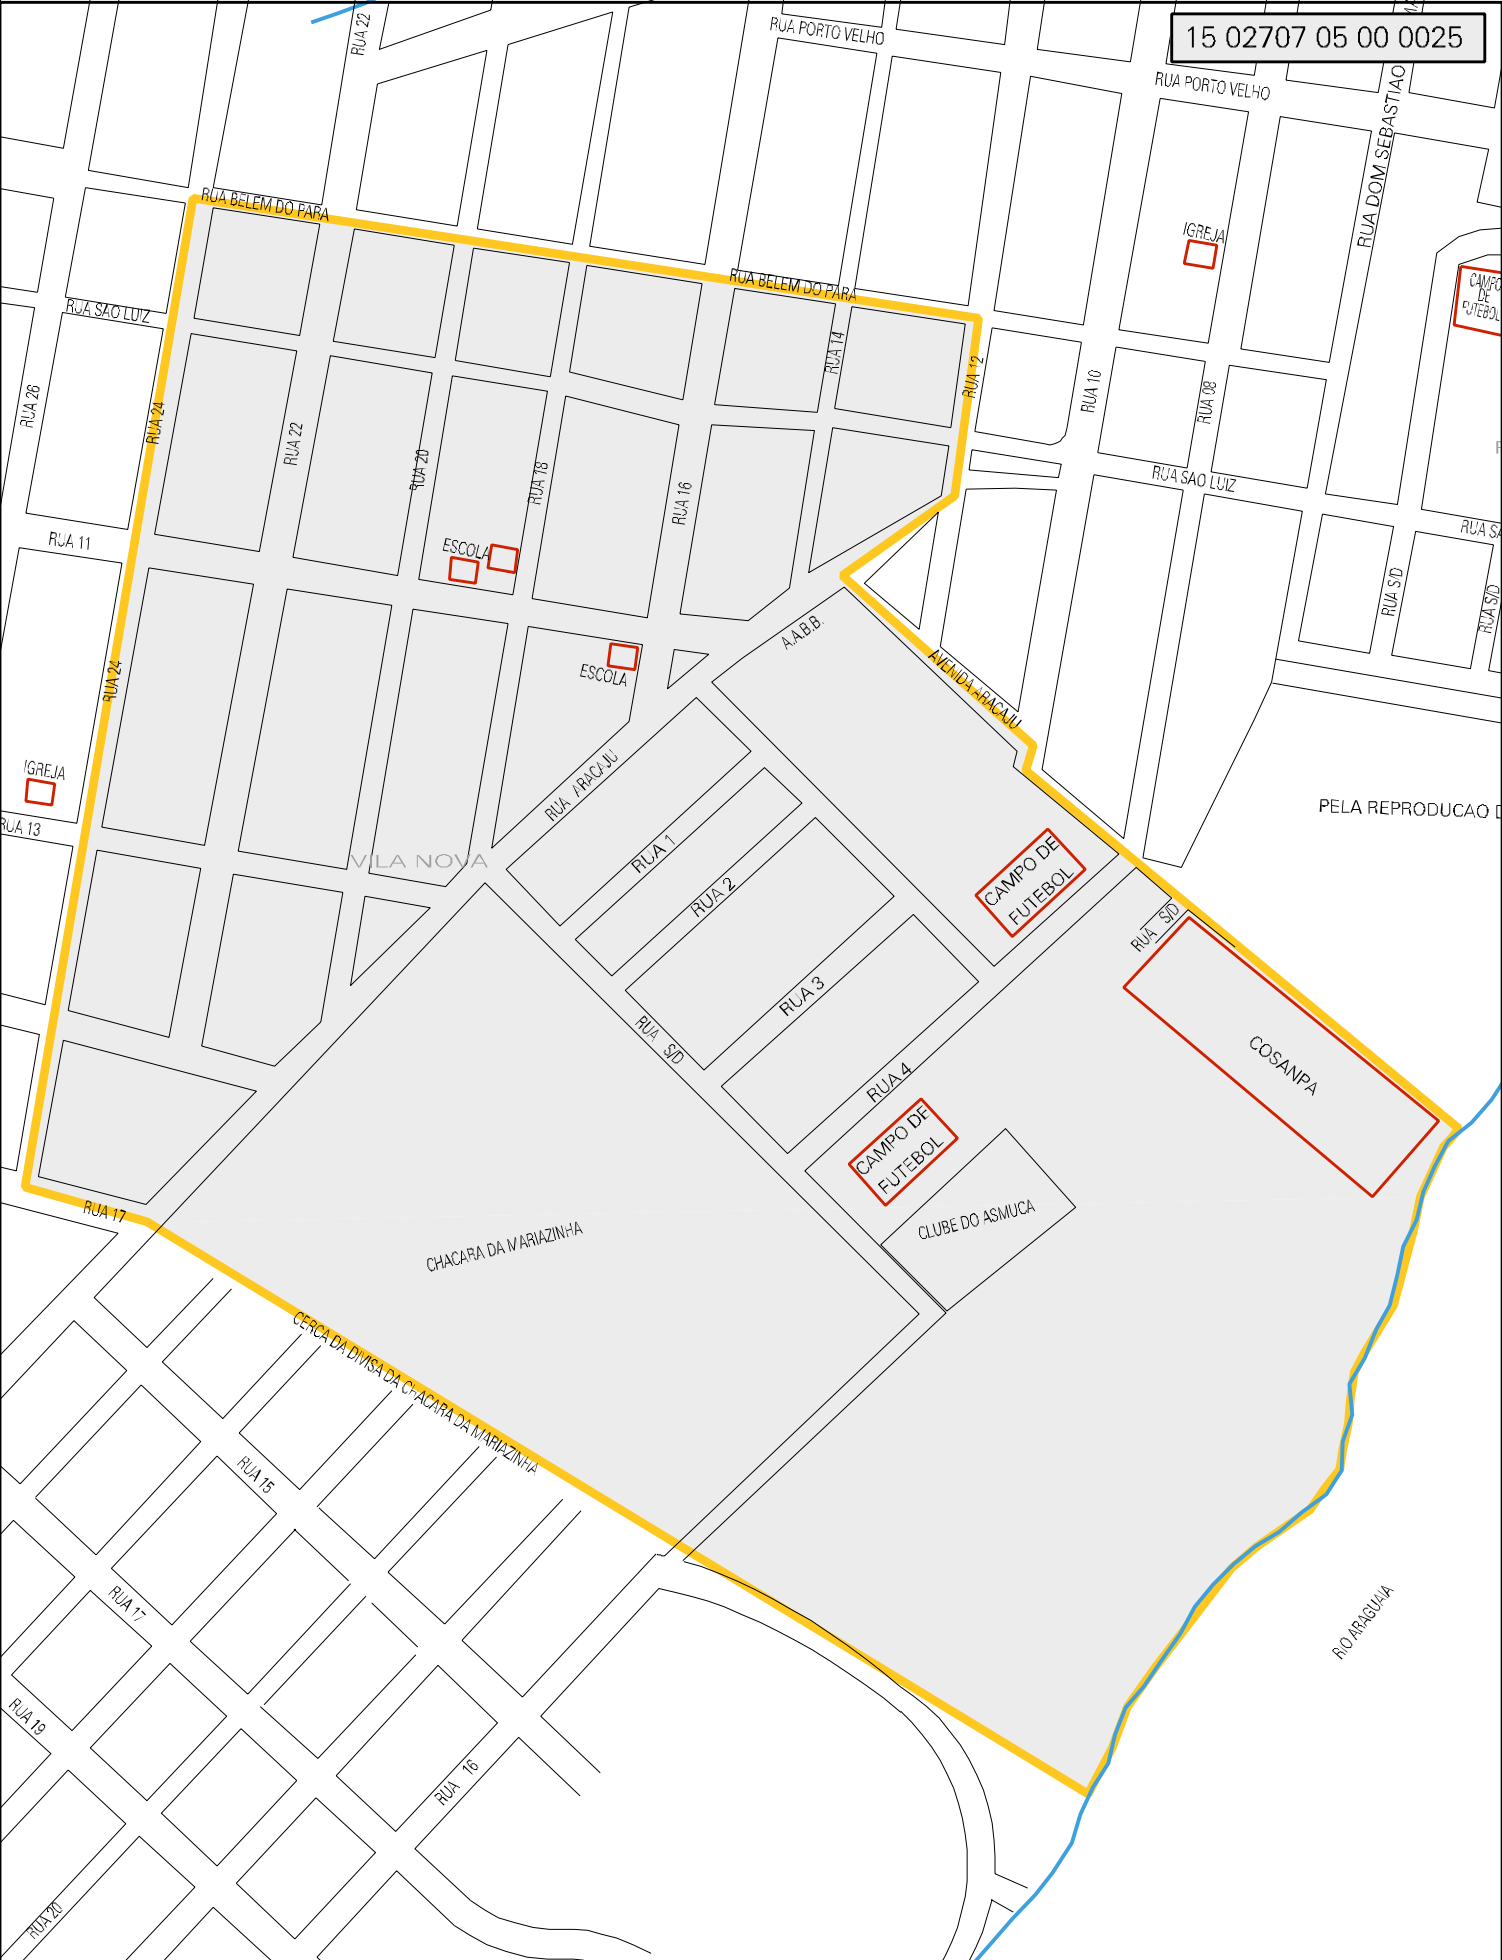 RUA 22
RUA PORTO VELHO
15 02707 05 00 0025
RUA PORTO VELHO
RUA DOM SEBASTIAO
RUA BELEM DO PARA
IGREJA
RUA BELEM DO PARA
CAMPO
DE
FUTEBOL
RUA SAO LUIZ
RUA 14
RUA 12
RUA 10
RUA 08
RUA 26
RUA 24
RUA 22
RUA 20
RUA 18
RUA 16
RUA SAO LUIZ
RUA SA
RUA 11
ESCOLA
RUA S/D
RUA S/D
A.A.B.B.
ESCOLA
RUA 24
AVENIDA ARACAJU
IGREJA
RUA ARACAJU
PELA REPRODUCAO D
RUA 13
VILA NOVA
RUA 1
RUA 2
CAMPO DE
FUTEBOL
RUA S/D
RUA 3
RUA S/D
COSANPA
RUA 4
CAMPO DE
FUTEBOL
CLUBE DO ASMUCA
RUA 17
CHACARA DA MARIAZINHA
CERCA DA DIVISA DA CHACARA DA MARIAZINHA
RUA 15
RUA 17
RIO ARAGUAIA
RUA 19
RUA 16
RUA 20